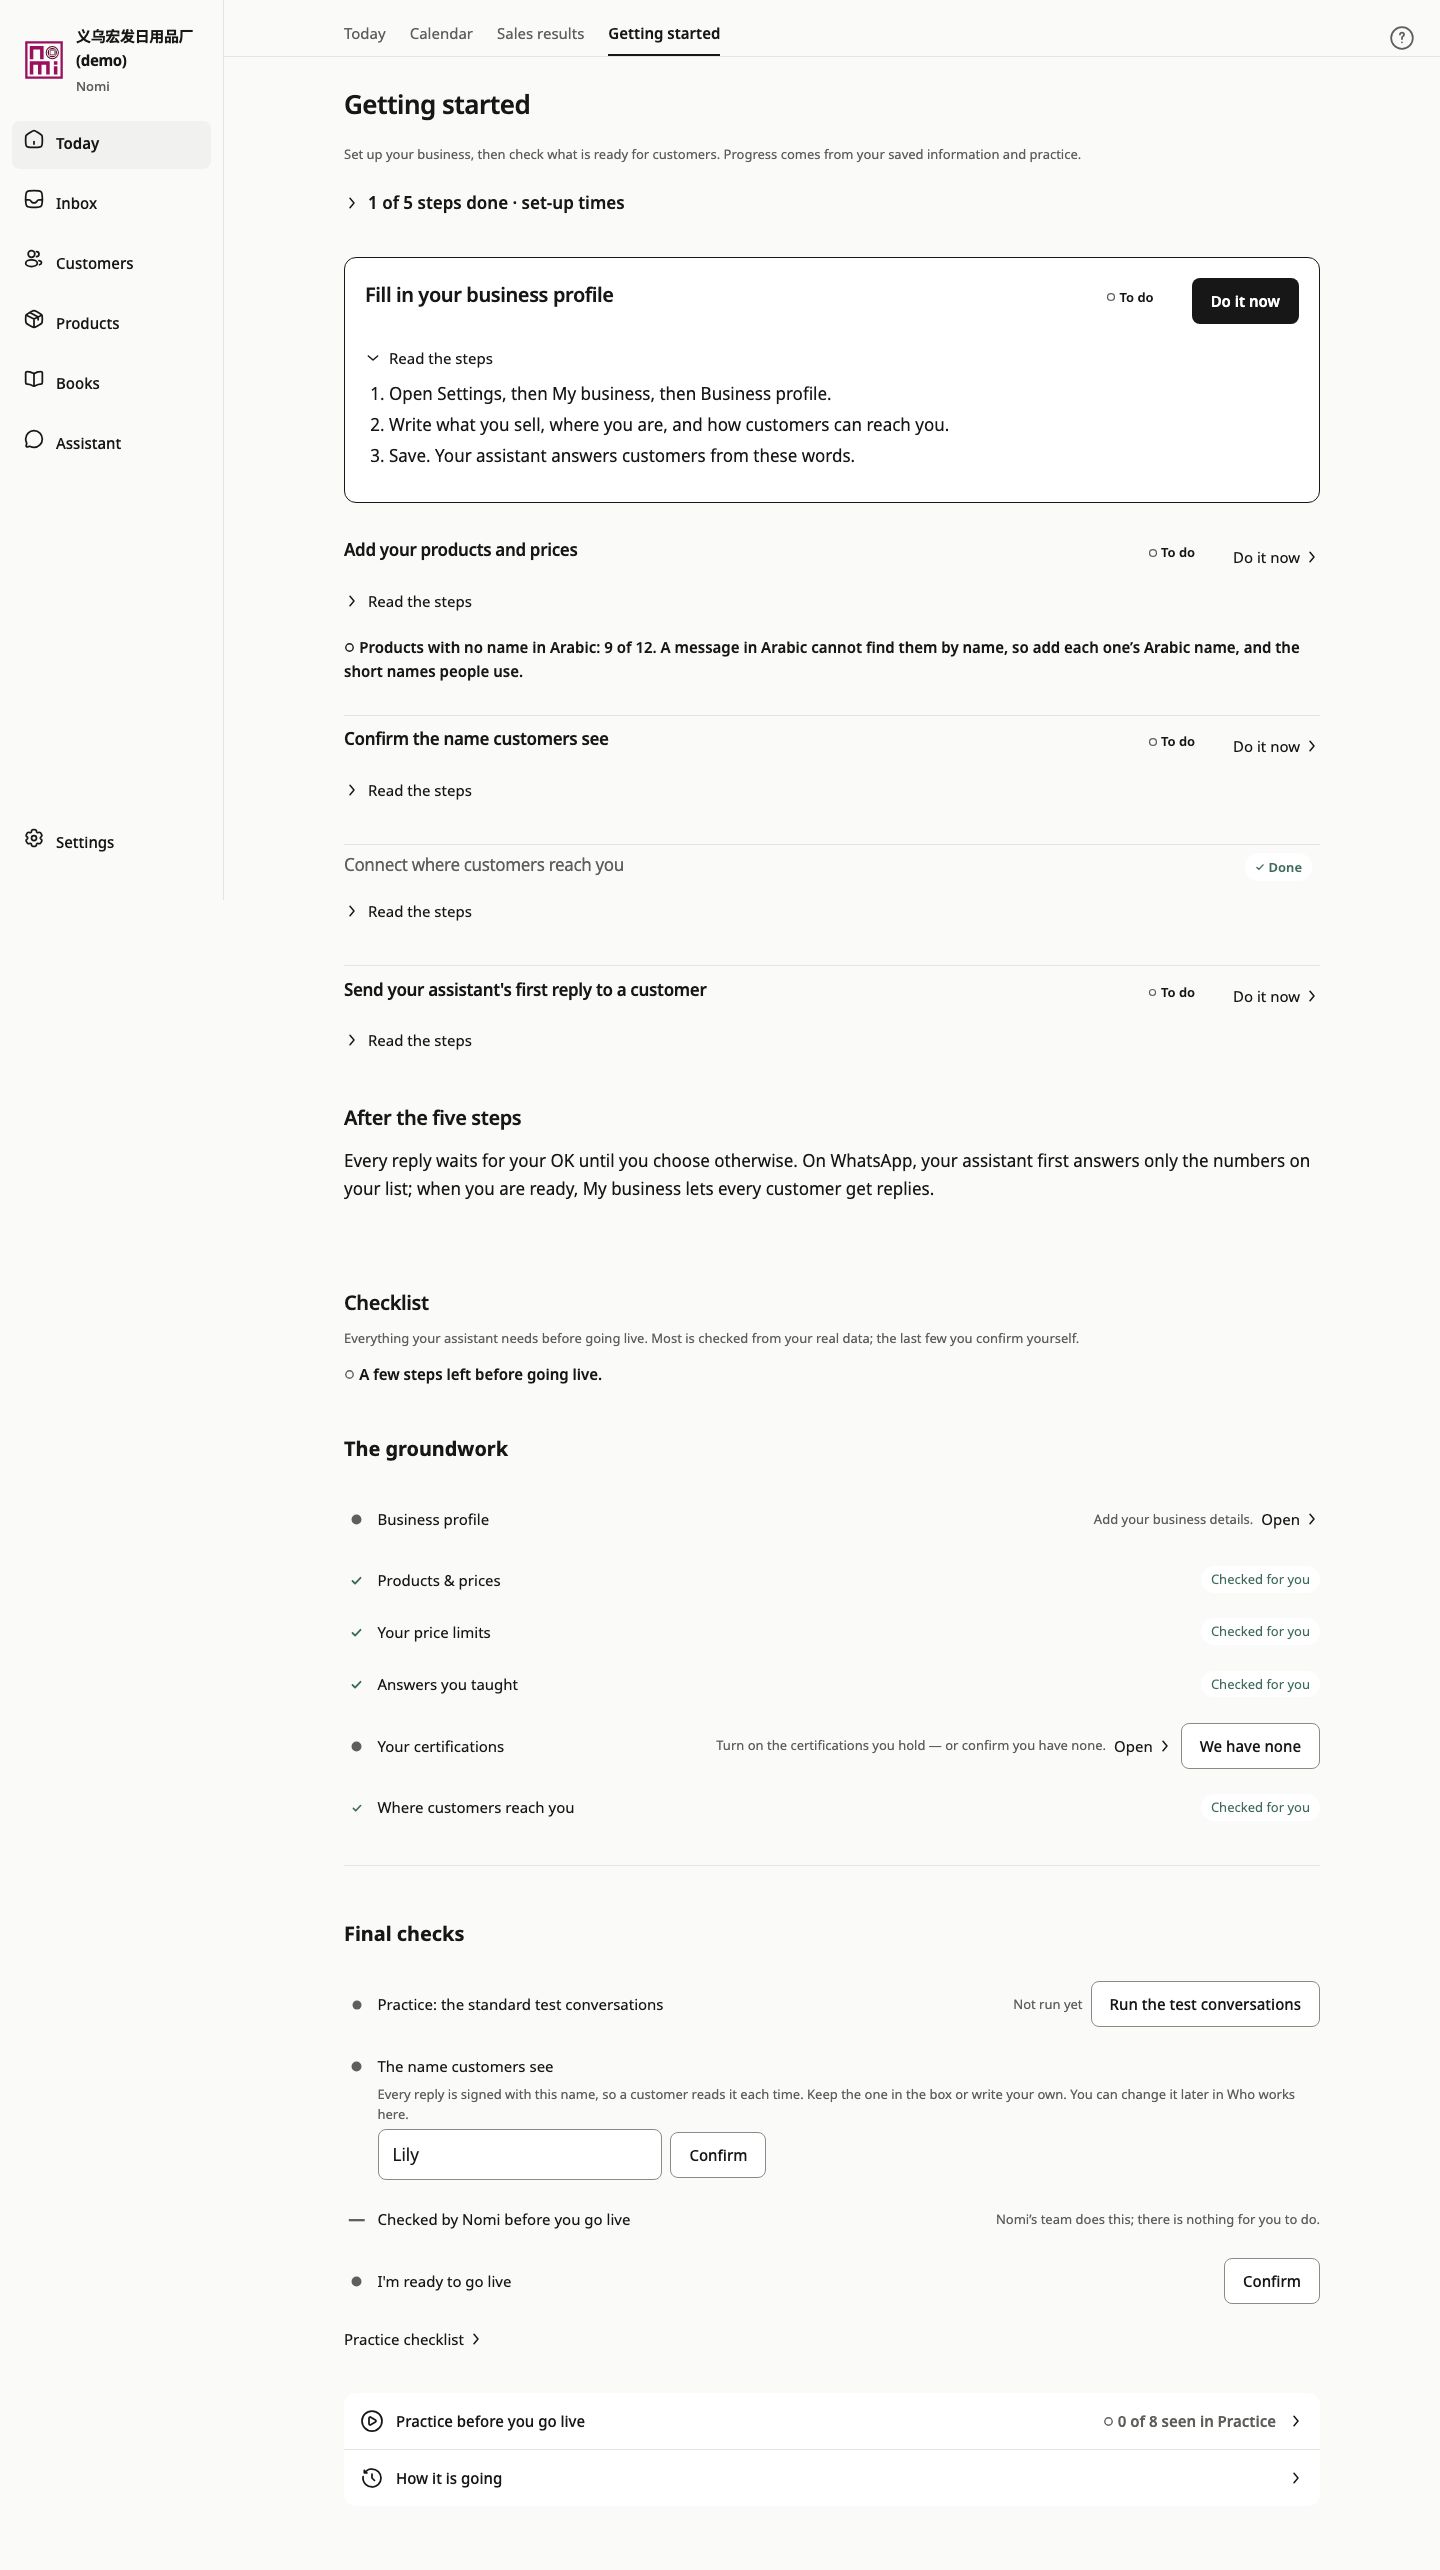 义乌宏发日用品厂
(demo)
Nomi
Today
Inbox
Customers
Products
Books
Assistant
Settings
Today Calendar Sales results Getting started
Getting started
Set up your business, then check what is ready for customers. Progress comes from your saved information and practice.
1 of 5 steps done · set-up times
Fill in your business profile
To do
Do it now
Read the steps
1. Open Settings, then My business, then Business profile.
2. Write what you sell, where you are, and how customers can reach you.
3. Save. Your assistant answers customers from these words.
Add your products and prices
To do
Do it now
Read the steps
Products with no name in Arabic: 9 of 12. A message in Arabic cannot find them by name, so add each one’s Arabic name, and the
short names people use.
Confirm the name customers see
To do
Do it now
Read the steps
Connect where customers reach you
Done
Read the steps
Send your assistant's first reply to a customer
To do
Do it now
Read the steps
After the five steps
Every reply waits for your OK until you choose otherwise. On WhatsApp, your assistant first answers only the numbers on
your list; when you are ready, My business lets every customer get replies.
Checklist
Everything your assistant needs before going live. Most is checked from your real data; the last few you confirm yourself.
A few steps left before going live.
The groundwork
Business profile
Add your business details. Open
Products & prices
Checked for you
Your price limits
Checked for you
Answers you taught
Checked for you
Your certifications
Turn on the certifications you hold — or confirm you have none. Open
We have none
Where customers reach you
Checked for you
Final checks
Practice: the standard test conversations
Not run yet
Run the test conversations
The name customers see
Every reply is signed with this name, so a customer reads it each time. Keep the one in the box or write your own. You can change it later in Who works
here.
Lily
Confirm
Checked by Nomi before you go live
Nomi’s team does this; there is nothing for you to do.
I'm ready to go live
Confirm
Practice checklist
Practice before you go live
0 of 8 seen in Practice
How it is going